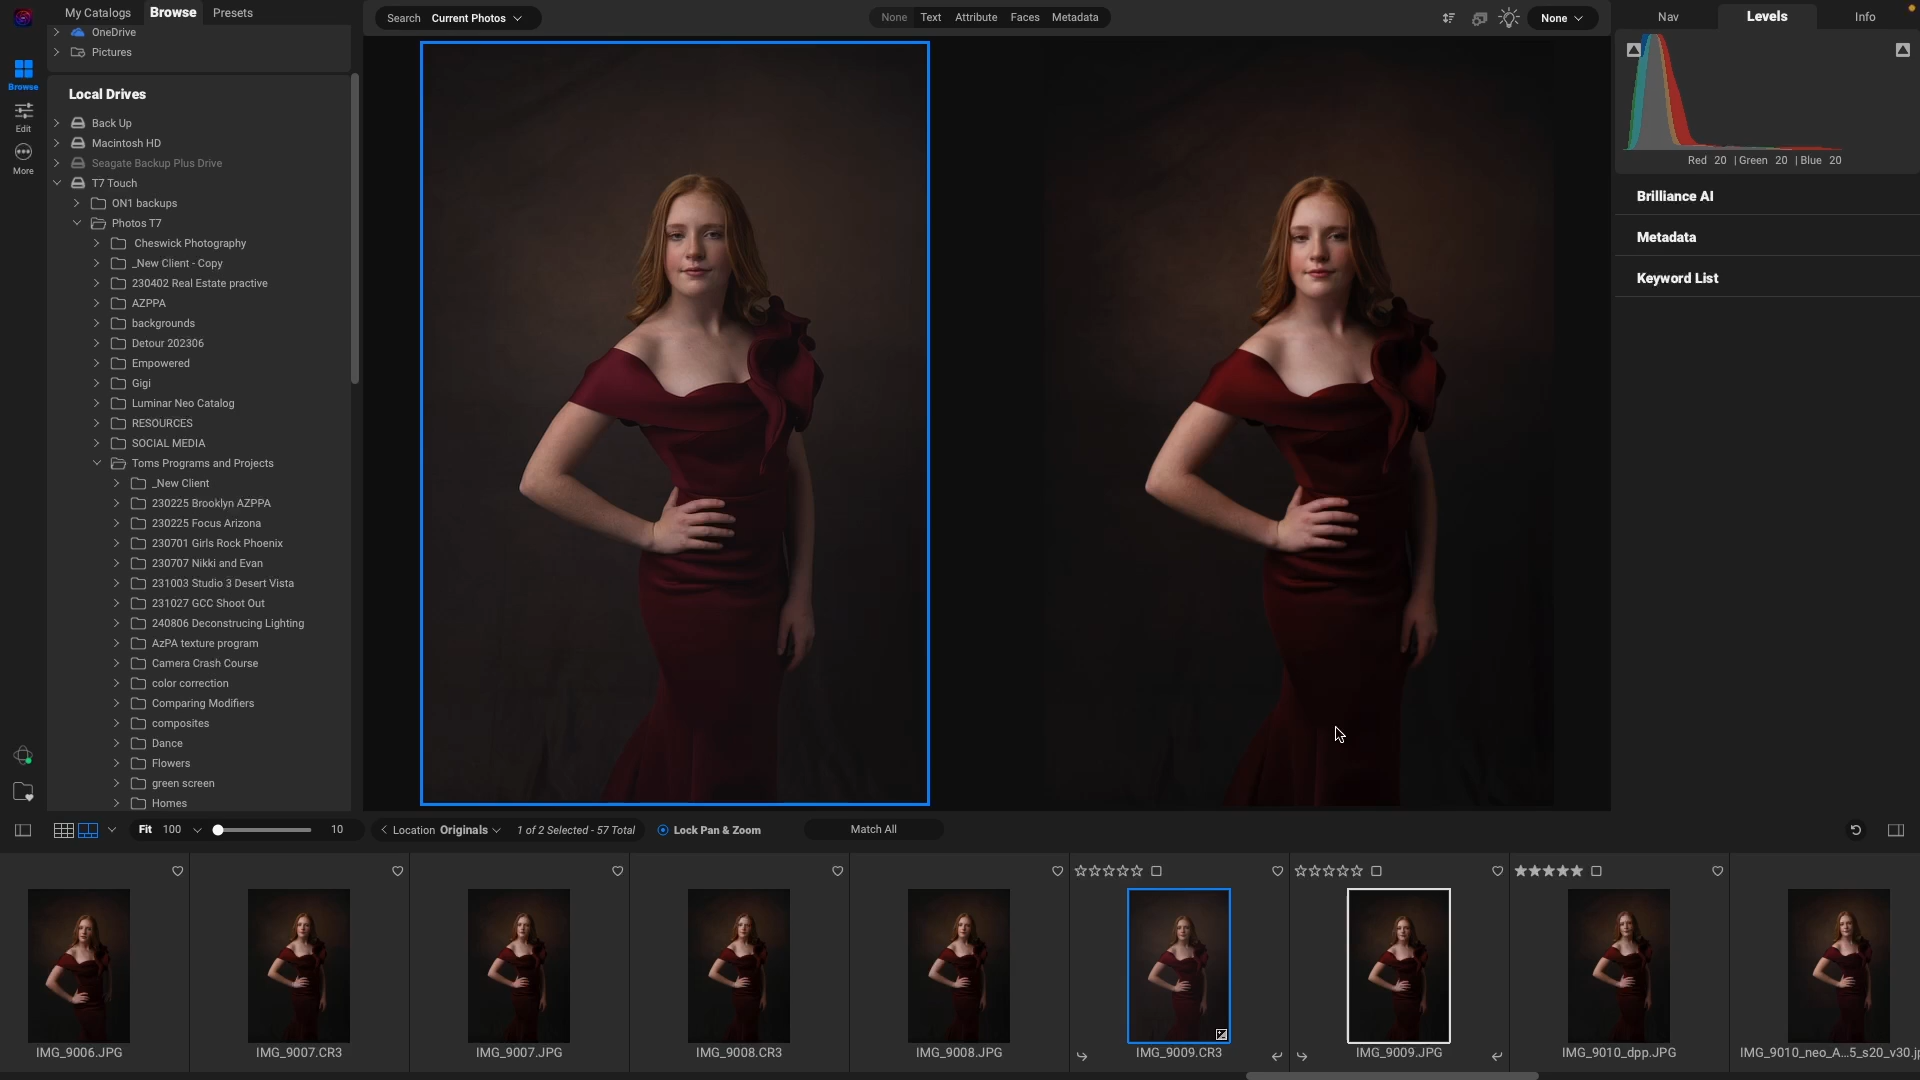 My Catalogs Browse Presets
Search Current Photos
None Text Attribute Faces Metadata
None
Nav Levels Info
OneDrive
Pictures
Local Drives
Back Up
Macintosh HD
Seagate Backup Plus Drive
T7 Touch
ON1 backups
Photos T7
Cheswick Photography
_New Client - Copy
230402 Real Estate practive
AZPPA
backgrounds
Detour 202306
Empowered
Gigi
Luminar Neo Catalog
RESOURCES
SOCIAL MEDIA
Toms Programs and Projects
_New Client
230225 Brooklyn AZPPA
230225 Focus Arizona
230701 Girls Rock Phoenix
230707 Nikki and Evan
231003 Studio 3 Desert Vista
231027 GCC Shoot Out
240806 Deconstrucing Lighting
AzPA texture program
Camera Crash Course
color correction
Comparing Modifiers
composites
Dance
Flowers
green screen
Homes
Browse
Edit
More
Red 20 | Green 20 | Blue 20
Brilliance AI
Metadata
Keyword List
Fit 100 10
Location Originals
1 of 2 Selected - 57 Total
Lock Pan & Zoom
Match All
IMG_9006.JPG
IMG_9007.CR3
IMG_9007.JPG
IMG_9008.CR3
IMG_9008.JPG
IMG_9009.CR3
IMG_9009.JPG
IMG_9010_dpp.JPG
IMG_9010_neo_A...5_s20_v30.jp